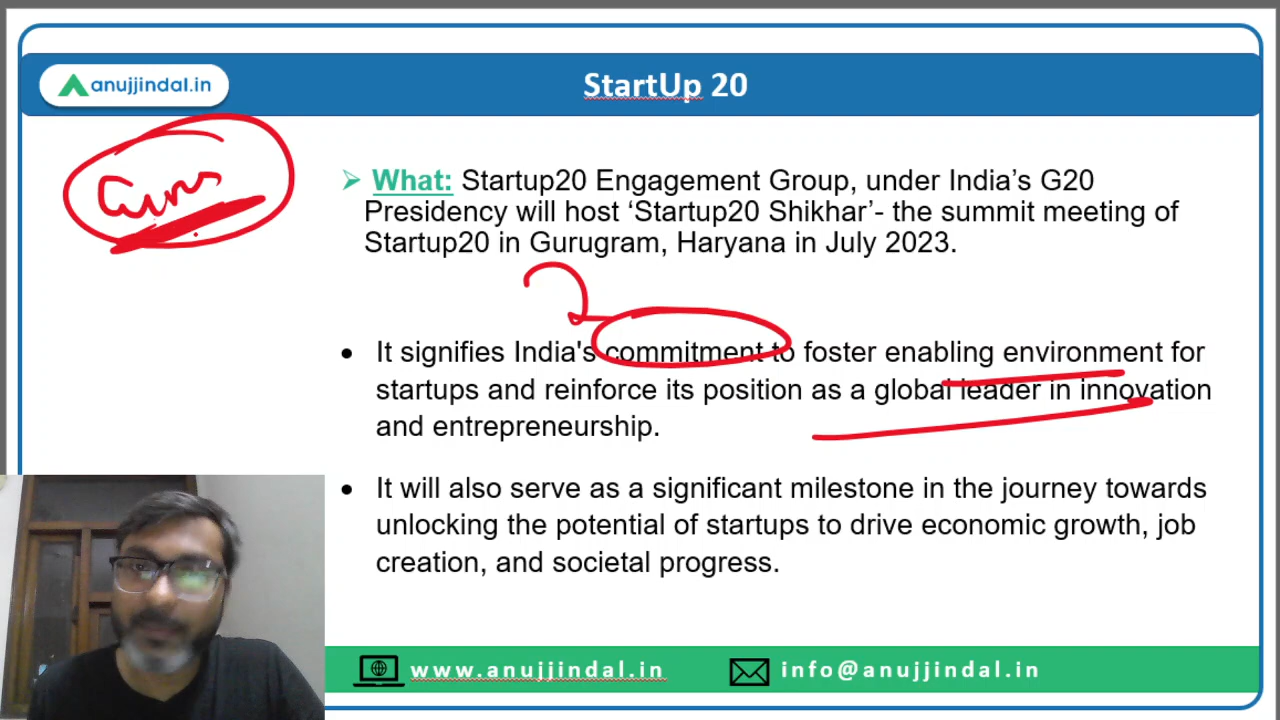 anujjindal.in
StartUp 20
➢ What: Startup20 Engagement Group, under India's G20
Presidency will host ‘Startup20 Shikhar’- the summit meeting of
Startup20 in Gurugram, Haryana in July 2023.
• It signifies India's commitment to foster enabling environment for
startups and reinforce its position as a global leader in innovation
and entrepreneurship.
• It will also serve as a significant milestone in the journey towards
unlocking the potential of startups to drive economic growth, job
creation, and societal progress.
www.anujjindal.in
info@anujjindal.in